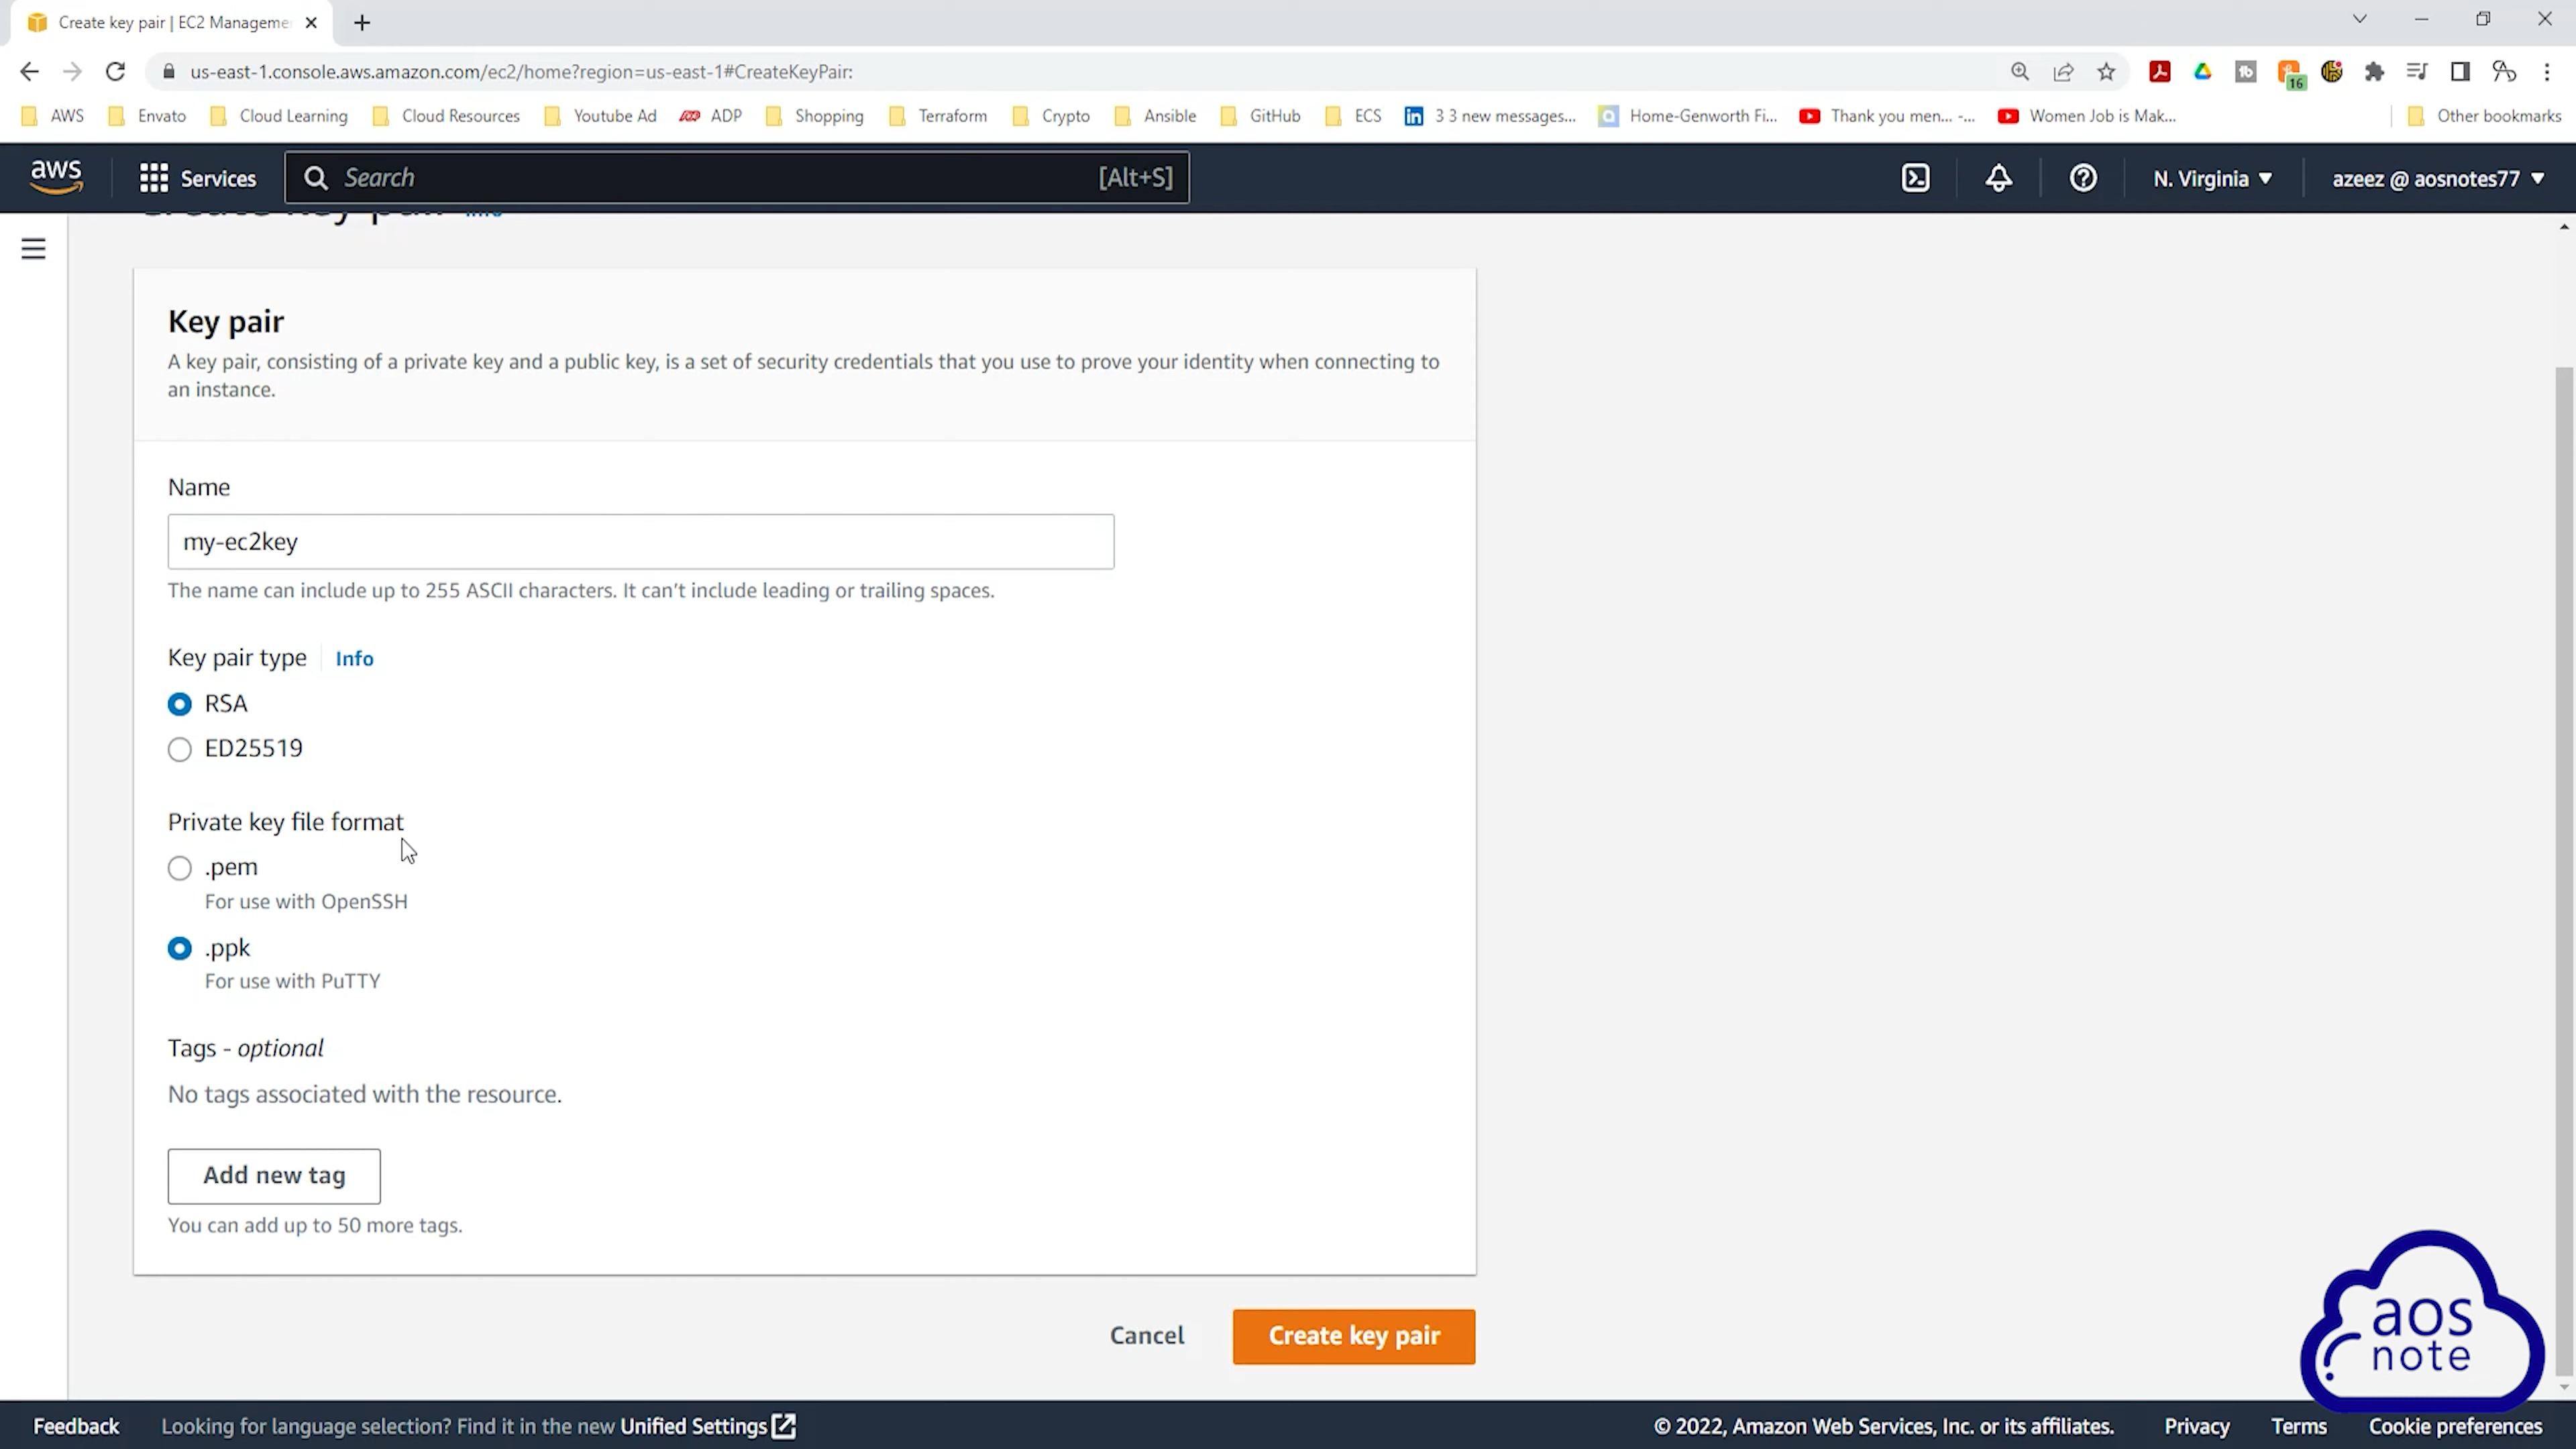 Create key pair | EC2 Manageme
us-east-1.console.aws.amazon.com/ec2/home?region=us-east-1#CreateKeyPair:
16
AWS Envato Cloud Learning Cloud Resources Youtube Ad ADP Shopping Terraform Crypto Ansible GitHub ECS 3 3 new messages... Home-Genworth Fi... Thank you men... -... Women Job is Mak... Other bookmarks
aws Services Search [Alt+S] N. Virginia azeez @ aosnotes77
Create key pair Info
Key pair
A key pair, consisting of a private key and a public key, is a set of security credentials that you use to prove your identity when connecting to
an instance.
Name
my-ec2key
The name can include up to 255 ASCII characters. It can't include leading or trailing spaces.
Key pair type Info
RSA
ED25519
Private key file format
.pem
For use with OpenSSH
.ppk
For use with PuTTY
Tags - optional
No tags associated with the resource.
Add new tag
You can add up to 50 more tags.
Cancel Create key pair
aos
note
Feedback Looking for language selection? Find it in the new Unified Settings © 2022, Amazon Web Services, Inc. or its affiliates. Privacy Terms Cookie preferences